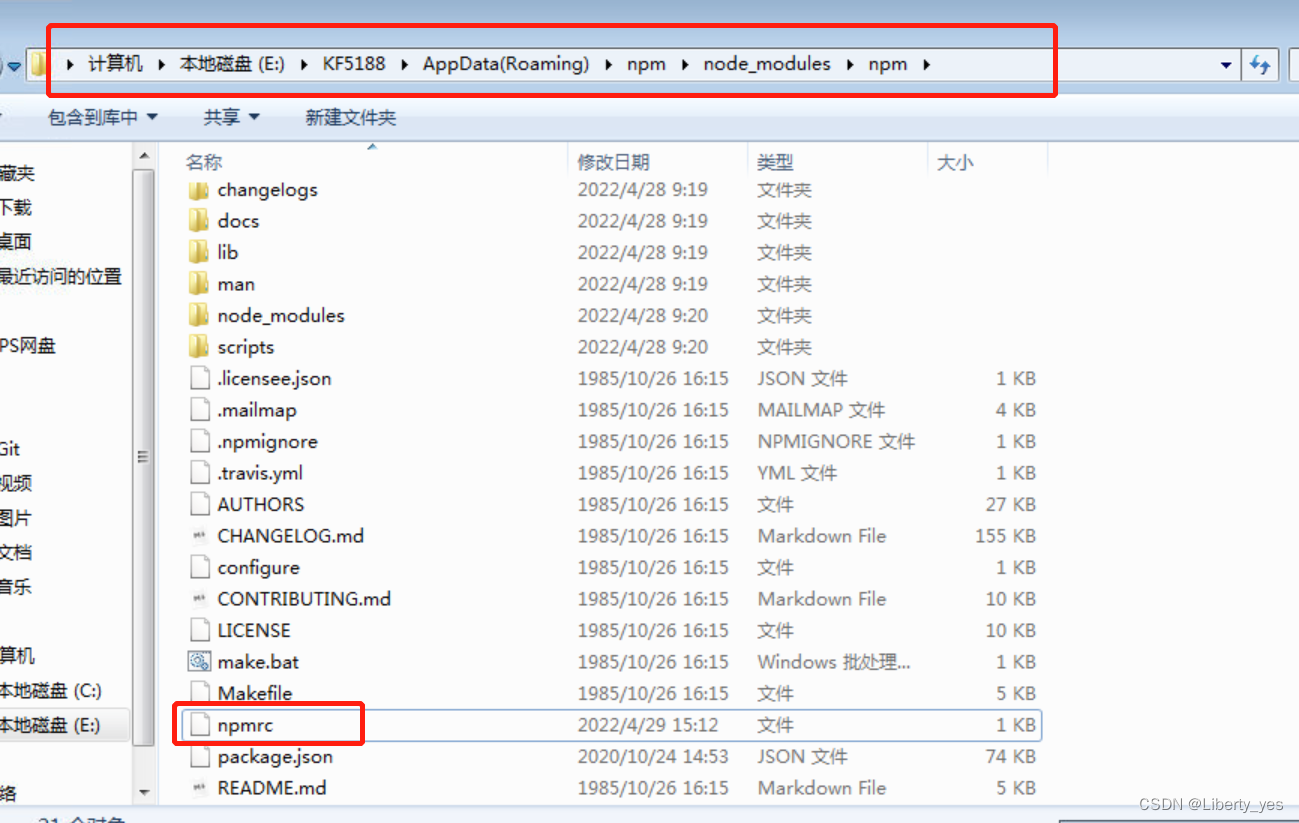 计算机 本地磁盘 (E:) KF5188 AppData(Roaming) npm node_modules npm
包含到库中 共享 新建文件夹
藏夹
下载
桌面
最近访问的位置
PS网盘
Git
视频
图片
文档
音乐
算机
本地磁盘 (C:)
本地磁盘 (E:)
络
名称 修改日期 类型 大小
changelogs 2022/4/28 9:19 文件夹
docs 2022/4/28 9:19 文件夹
lib 2022/4/28 9:19 文件夹
man 2022/4/28 9:19 文件夹
node_modules 2022/4/28 9:20 文件夹
scripts 2022/4/28 9:20 文件夹
.licensee.json 1985/10/26 16:15 JSON 文件 1 KB
.mailmap 1985/10/26 16:15 MAILMAP 文件 4 KB
.npmignore 1985/10/26 16:15 NPMIGNORE 文件 1 KB
.travis.yml 1985/10/26 16:15 YML 文件 1 KB
AUTHORS 1985/10/26 16:15 文件 27 KB
CHANGELOG.md 1985/10/26 16:15 Markdown File 155 KB
configure 1985/10/26 16:15 文件 1 KB
CONTRIBUTING.md 1985/10/26 16:15 Markdown File 10 KB
LICENSE 1985/10/26 16:15 文件 10 KB
make.bat 1985/10/26 16:15 Windows 批处理... 1 KB
Makefile 1985/10/26 16:15 文件 5 KB
npmrc 2022/4/29 15:12 文件 1 KB
package.json 2020/10/24 14:53 JSON 文件 74 KB
README.md 1985/10/26 16:15 Markdown File 5 KB
CSDN @Liberty_yes